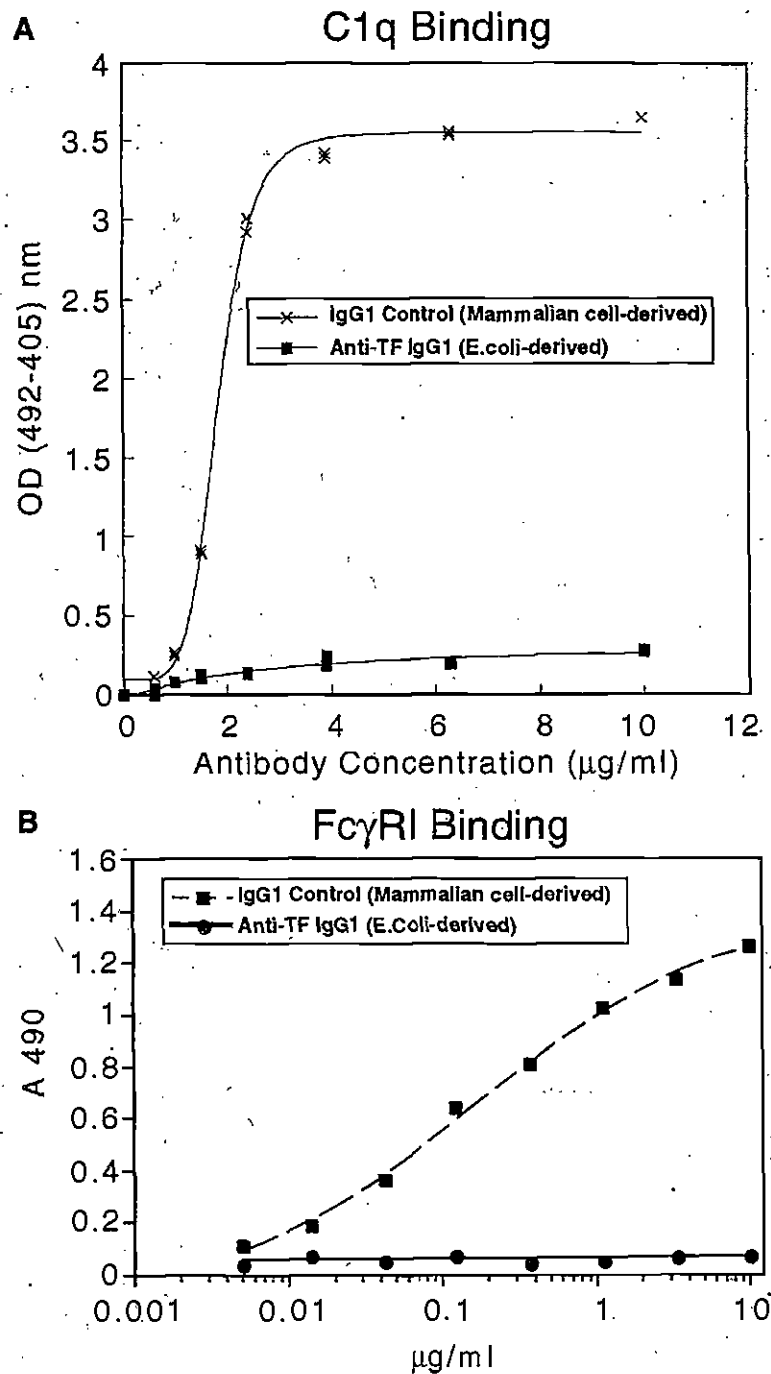 A
C1q Binding
4
3.5
3
2.5
2
1.5
1
0.5
0
OD (492-405) nm
IgG1 Control (Mammalian cell-derived)
Anti-TF IgG1 (E.coli-derived)
0 2 4 6 8 10 12
Antibody Concentration (µg/ml)
B
FcγRI Binding
1.6
1.4
1.2
1
0.8
0.6
0.4
0.2
0
A 490
IgG1 Control (Mammalian cell-derived)
Anti-TF IgG1 (E.Coli-derived)
0.001 0.01 0.1 1 10
µg/ml